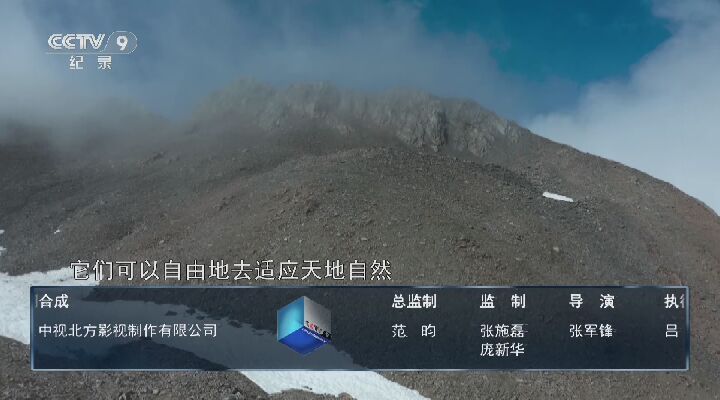 CCTV 9
纪录
它们可以自由地去适应天地自然
合成 总监制 监 制 导 演 执行
中视北方影视制作有限公司 范 昀 张施磊 张军锋 吕
庞新华